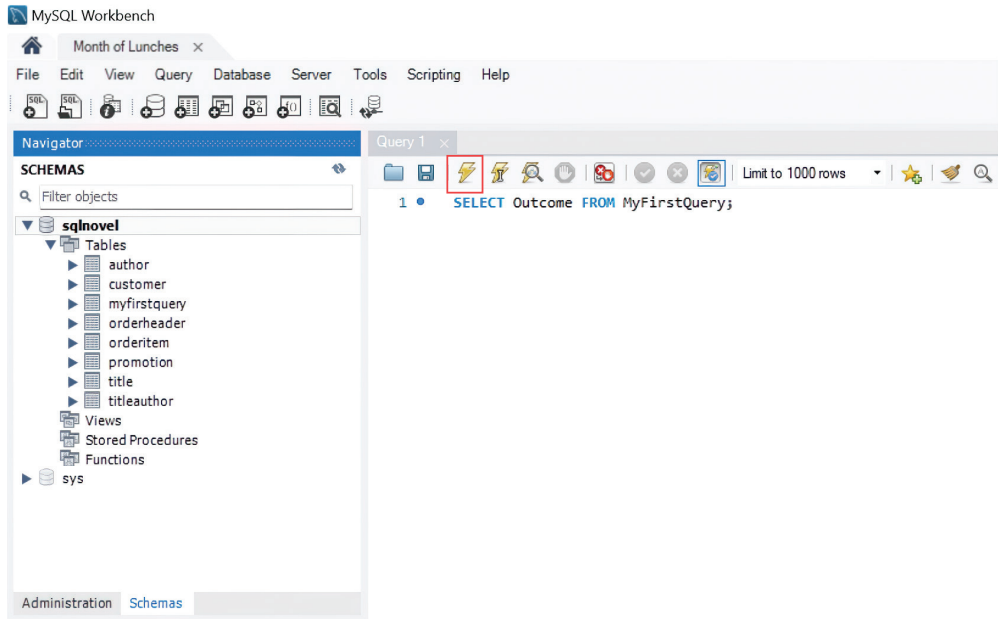 MySQL Workbench
Month of Lunches
File Edit View Query Database Server Tools Scripting Help
SQL SQL
Navigator
SCHEMAS
Filter objects
sqlnovel
Tables
author
customer
myfirstquery
orderheader
orderitem
promotion
title
titleauthor
Views
Stored Procedures
Functions
sys
Administration Schemas
Query 1
Limit to 1000 rows
1 SELECT Outcome FROM MyFirstQuery;